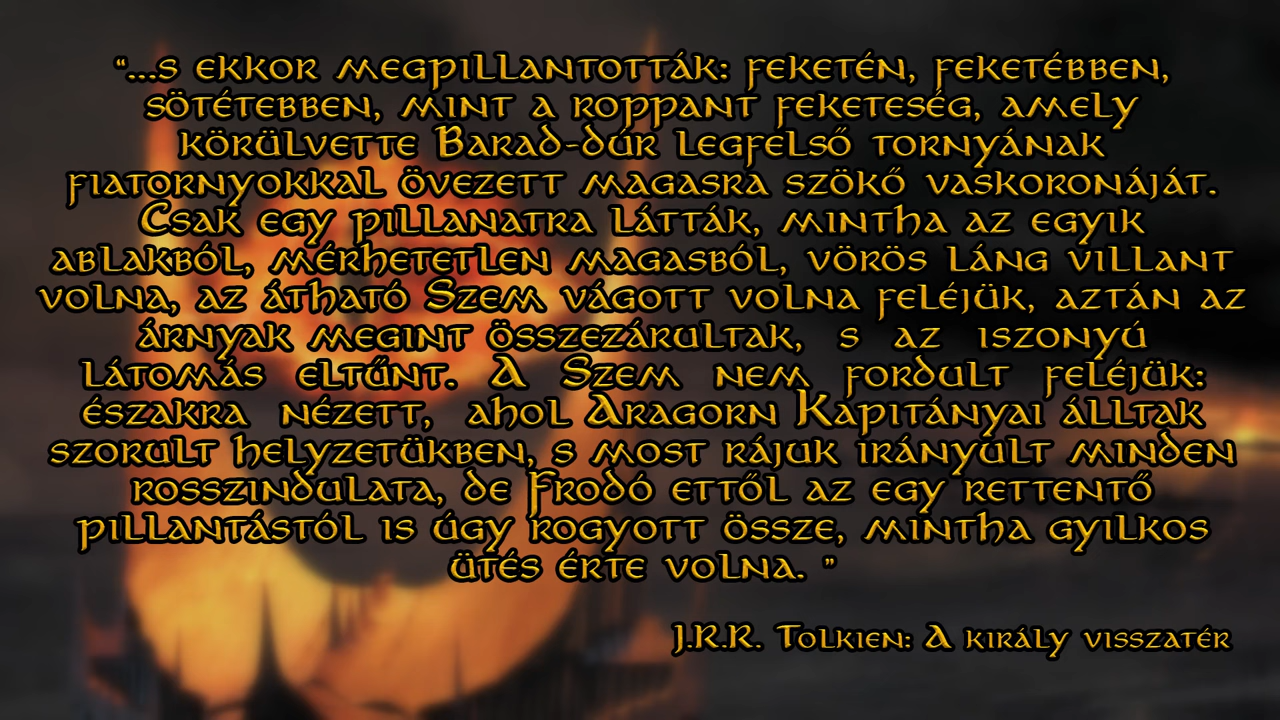 "...s ekkor megpillantották: feketén, feketébben,
sötétebben, mint a roppant feketeség, amely
körülvette Barad-dúr legfelső tornyának
fiatornyokkal övezett magasra szökő vaskoronáját.
Csak egy pillanatra látták, mintha az egyik
ablakból, mérhetetlen magasból, vörös láng villant
volna, az átható Szem vágott volna feléjük, aztán az
árnyak megint összezárultak, s az iszonyú
látomás eltűnt. A Szem nem fordult feléjük:
északra nézett, ahol Aragorn Kapitányai álltak
szorult helyzetükben, s most rájuk irányult minden
rosszindulata, de Frodó ettől az egy rettentő
pillantástól is úgy rogyott össze, mintha gyilkos
ütés érte volna. "
J.R.R. Tolkien: A király visszatér